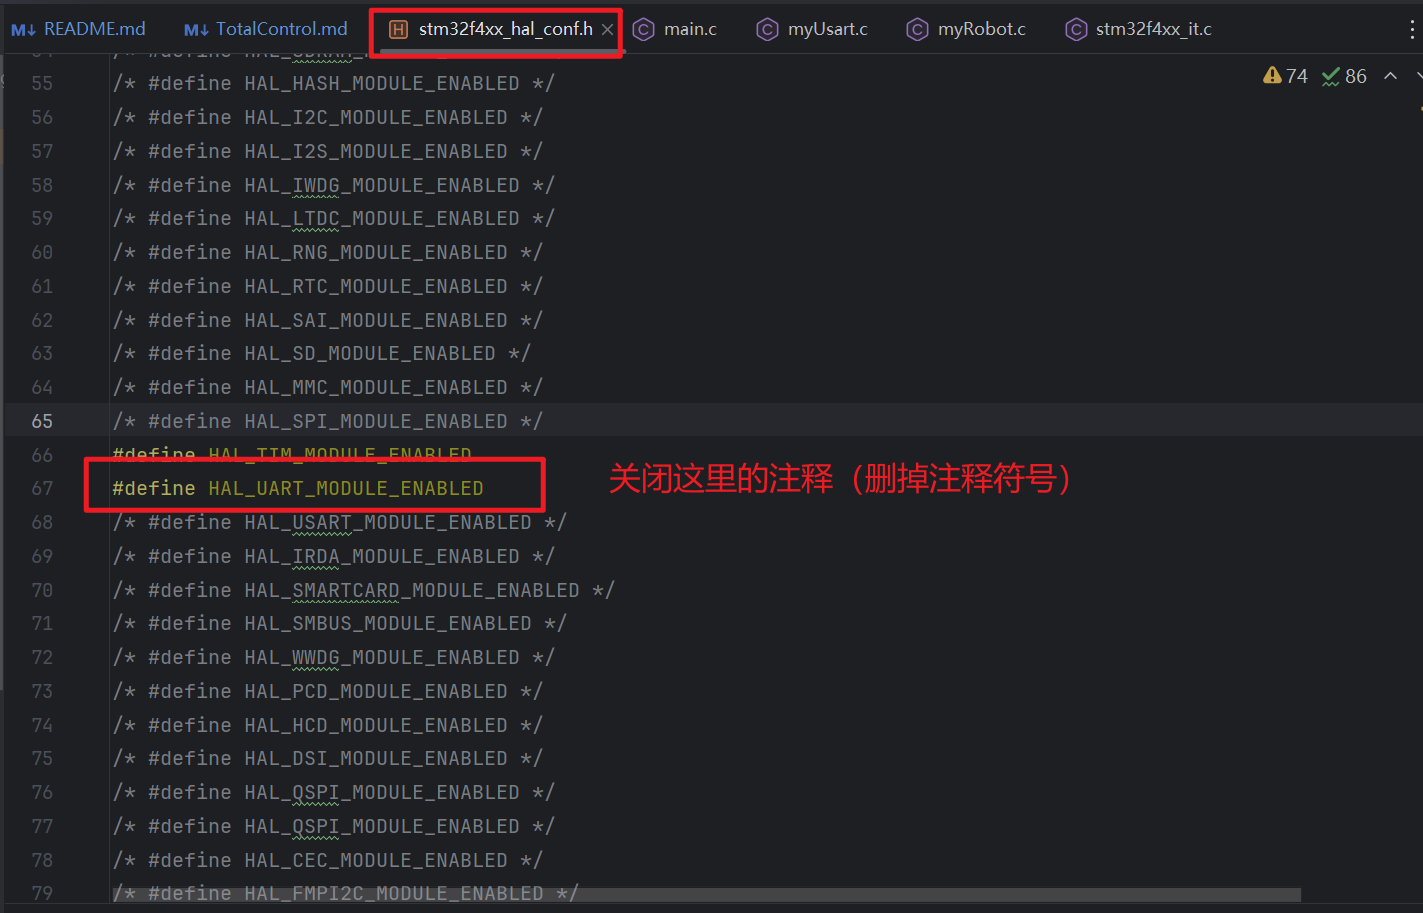 README.md TotalControl.md stm32f4xx_hal_conf.h main.c myUsart.c myRobot.c stm32f4xx_it.c
74 86
55 /* #define HAL_HASH_MODULE_ENABLED */
56 /* #define HAL_I2C_MODULE_ENABLED */
57 /* #define HAL_I2S_MODULE_ENABLED */
58 /* #define HAL_IWDG_MODULE_ENABLED */
59 /* #define HAL_LTDC_MODULE_ENABLED */
60 /* #define HAL_RNG_MODULE_ENABLED */
61 /* #define HAL_RTC_MODULE_ENABLED */
62 /* #define HAL_SAI_MODULE_ENABLED */
63 /* #define HAL_SD_MODULE_ENABLED */
64 /* #define HAL_MMC_MODULE_ENABLED */
65 /* #define HAL_SPI_MODULE_ENABLED */
66 #define HAL_TIM_MODULE_ENABLED
67 #define HAL_UART_MODULE_ENABLED 关闭这里的注释（删掉注释符号）
68 /* #define HAL_USART_MODULE_ENABLED */
69 /* #define HAL_IRDA_MODULE_ENABLED */
70 /* #define HAL_SMARTCARD_MODULE_ENABLED */
71 /* #define HAL_SMBUS_MODULE_ENABLED */
72 /* #define HAL_WWDG_MODULE_ENABLED */
73 /* #define HAL_PCD_MODULE_ENABLED */
74 /* #define HAL_HCD_MODULE_ENABLED */
75 /* #define HAL_DSI_MODULE_ENABLED */
76 /* #define HAL_QSPI_MODULE_ENABLED */
77 /* #define HAL_QSPI_MODULE_ENABLED */
78 /* #define HAL_CEC_MODULE_ENABLED */
79 /* #define HAL_FMPI2C_MODULE_ENABLED */